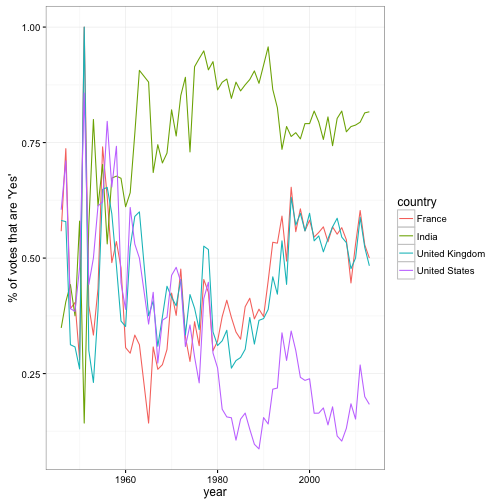 1.00
0.75
0.50
0.25
% of votes that are 'Yes'
1960
1980
2000
year
country
France
India
United Kingdom
United States